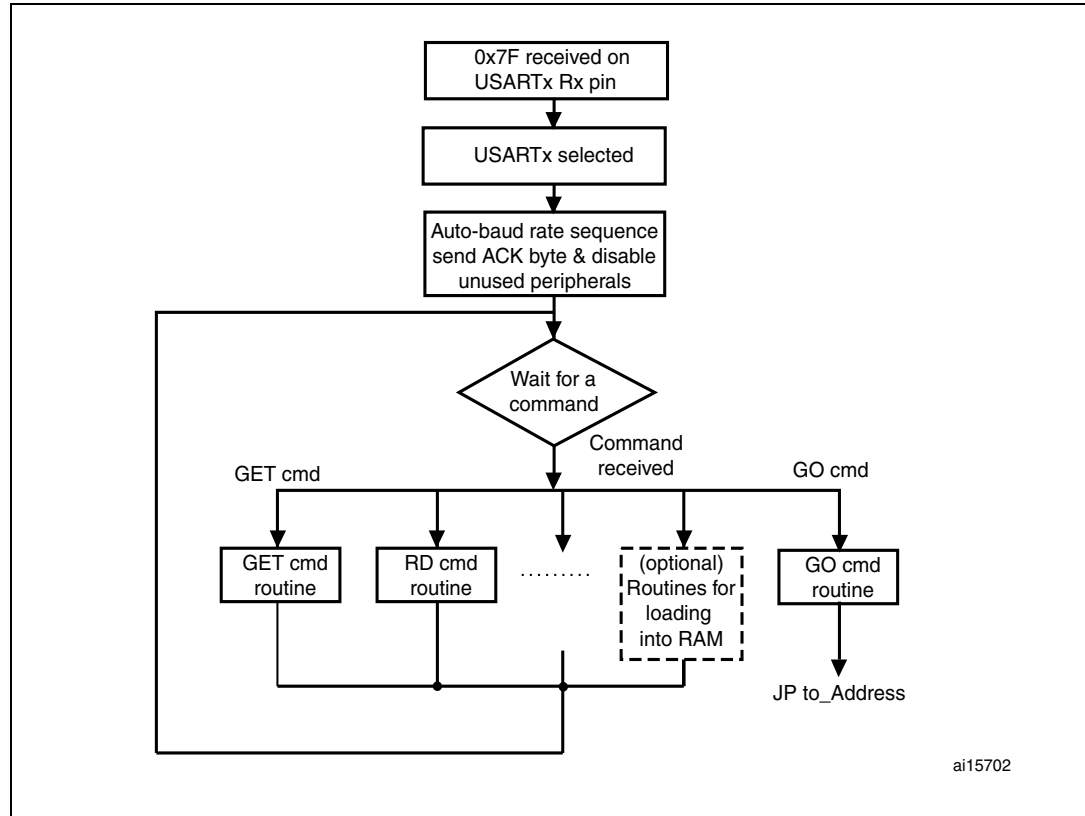 0x7F received on
USARTx Rx pin
USARTx selected
Auto-baud rate sequence
send ACK byte & disable
unused peripherals
Wait for a
command
Command
received
GET cmd
GO cmd
GET cmd
routine
RD cmd
routine
.........
(optional)
Routines for
loading
into RAM
GO cmd
routine
JP to_Address
ai15702